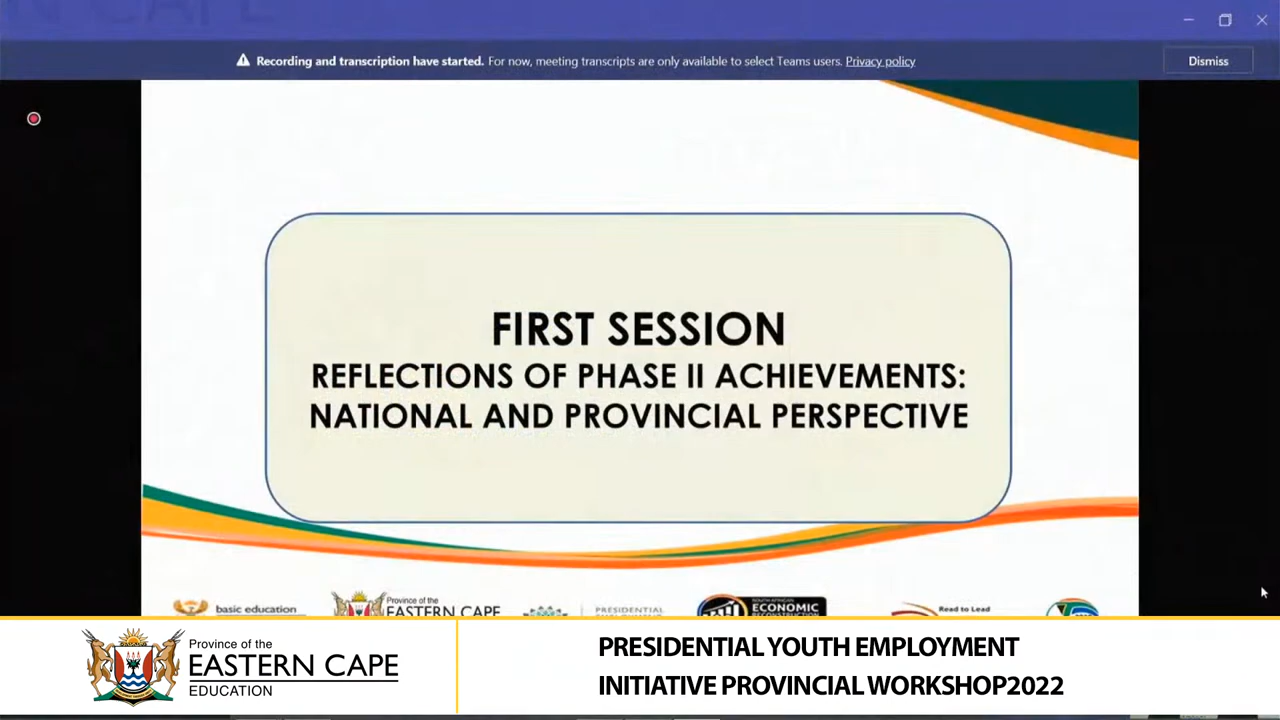 N CAPE
Recording and transcription have started. For now, meeting transcripts are only available to select Teams users. Privacy policy
Dismiss
FIRST SESSION
REFLECTIONS OF PHASE II ACHIEVEMENTS:
NATIONAL AND PROVINCIAL PERSPECTIVE
basic education
Province of the
EASTERN CAPE
PRESIDENTIAL
ECONOMIC
Read to Lead
Province of the
EASTERN CAPE
EDUCATION
PRESIDENTIAL YOUTH EMPLOYMENT
INITIATIVE PROVINCIAL WORKSHOP2022